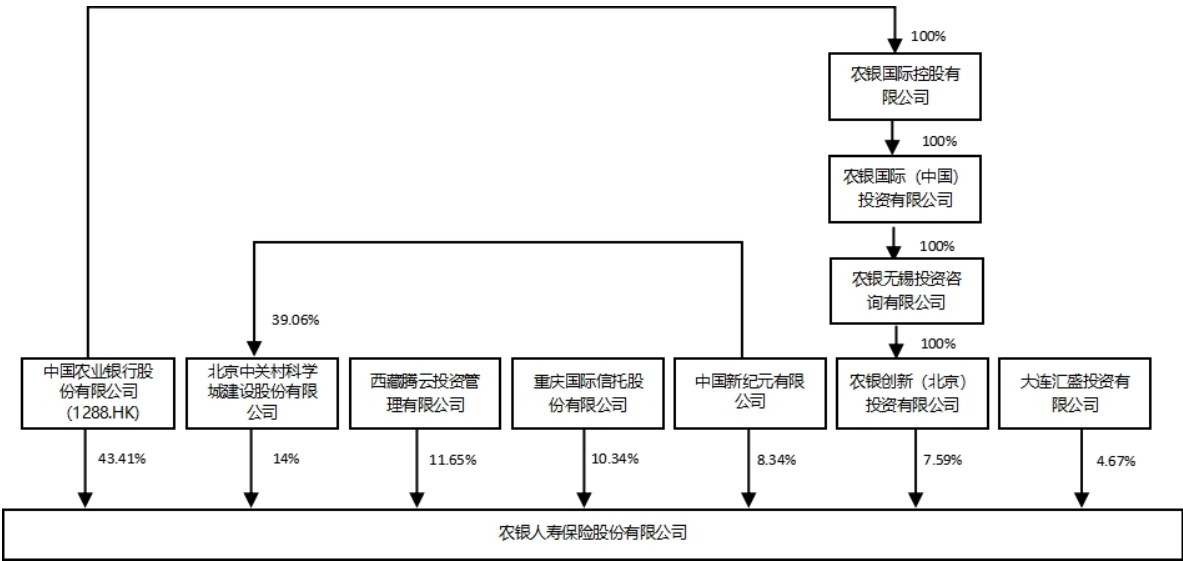 100%
农银国际控股有
限公司
100%
农银国际（中国）
投资有限公司
100%
农银无锡投资咨
询有限公司
39.06%
100%
中国农业银行股
份有限公司
(1288.HK)
北京中关村科学
城建设股份有限
公司
西藏腾云投资管
理有限公司
重庆国际信托股
份有限公司
中国新纪元有限
公司
农银创新（北京）
投资有限公司
大连汇盛投资有
限公司
43.41%
14%
11.65%
10.34%
8.34%
7.59%
4.67%
农银人寿保险股份有限公司